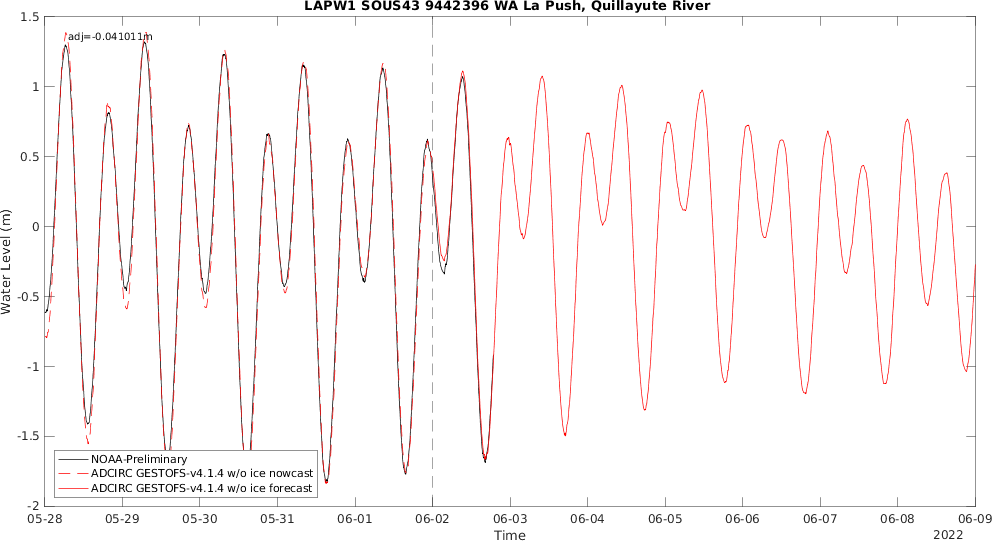 LAPW1 SOUS43 9442396 WA La Push, Quillayute River
adj=-0.041011m
1.5
1
0.5
0
-0.5
-1
-1.5
-2
Water Level (m)
NOAA-Preliminary
ADCIRC GESTOFS-v4.1.4 w/o ice nowcast
ADCIRC GESTOFS-v4.1.4 w/o ice forecast
05-28 05-29 05-30 05-31 06-01 06-02 06-03 06-04 06-05 06-06 06-07 06-08 06-09
Time
2022